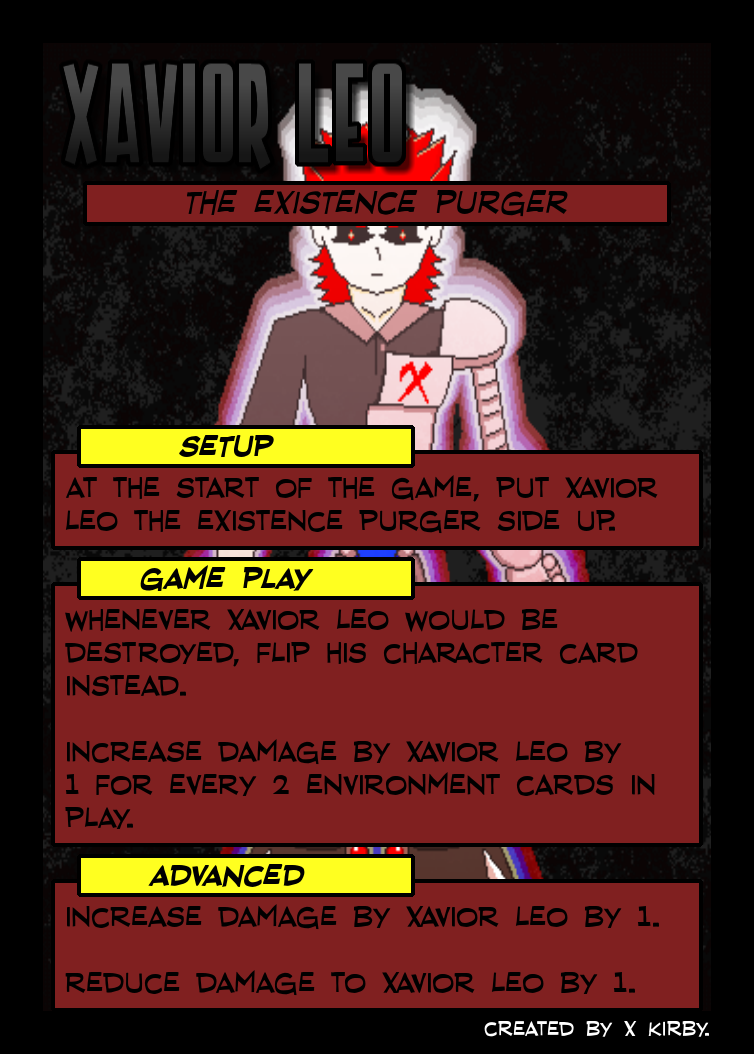 XAVIOR LEO
THE EXISTENCE PURGER
X
SETUP
AT THE START OF THE GAME, PUT XAVIOR
LEO THE EXISTENCE PURGER SIDE UP.
GAME PLAY
WHENEVER XAVIOR LEO WOULD BE
DESTROYED, FLIP HIS CHARACTER CARD
INSTEAD.
INCREASE DAMAGE BY XAVIOR LEO BY
1 FOR EVERY 2 ENVIRONMENT CARDS IN
PLAY.
ADVANCED
INCREASE DAMAGE BY XAVIOR LEO BY 1.
REDUCE DAMAGE TO XAVIOR LEO BY 1.
CREATED BY X KIRBY.